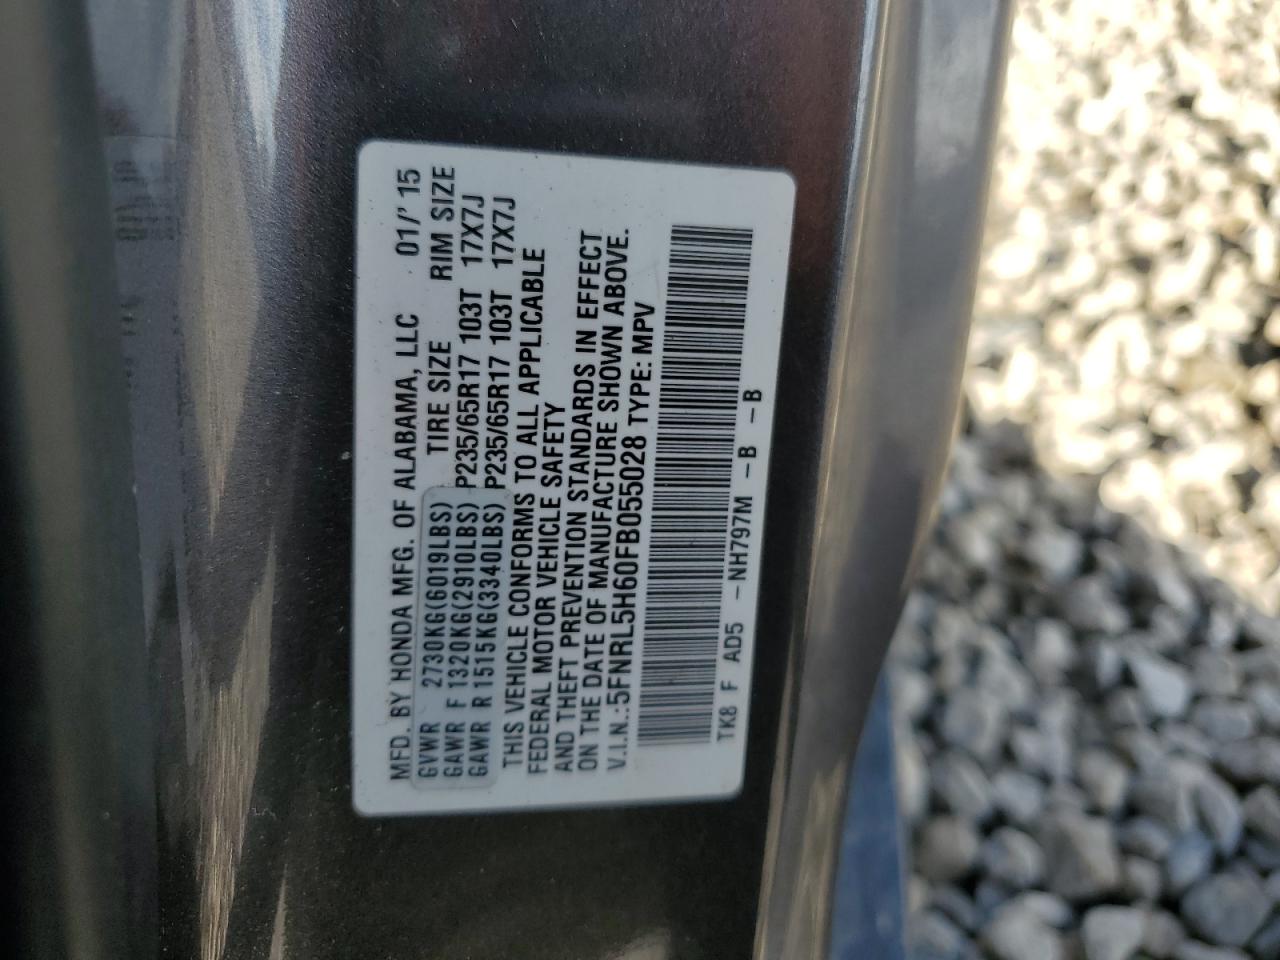 MFD. BY HONDA MFG. OF ALABAMA, LLC 01/'15
GVWR 2730KG(6019LBS) TIRE SIZE RIM SIZE
GAWR F 1320KG(2910LBS) P235/65R17 103T 17X7J
GAWR R 1515KG(3340LBS) P235/65R17 103T 17X7J
THIS VEHICLE CONFORMS TO ALL APPLICABLE
FEDERAL MOTOR VEHICLE SAFETY
AND THEFT PREVENTION STANDARDS IN EFFECT
ON THE DATE OF MANUFACTURE SHOWN ABOVE.
V.I.N.:5FNRL5H60FB055028 TYPE: MPV
TK8 F AD5 -NH797M -B -B